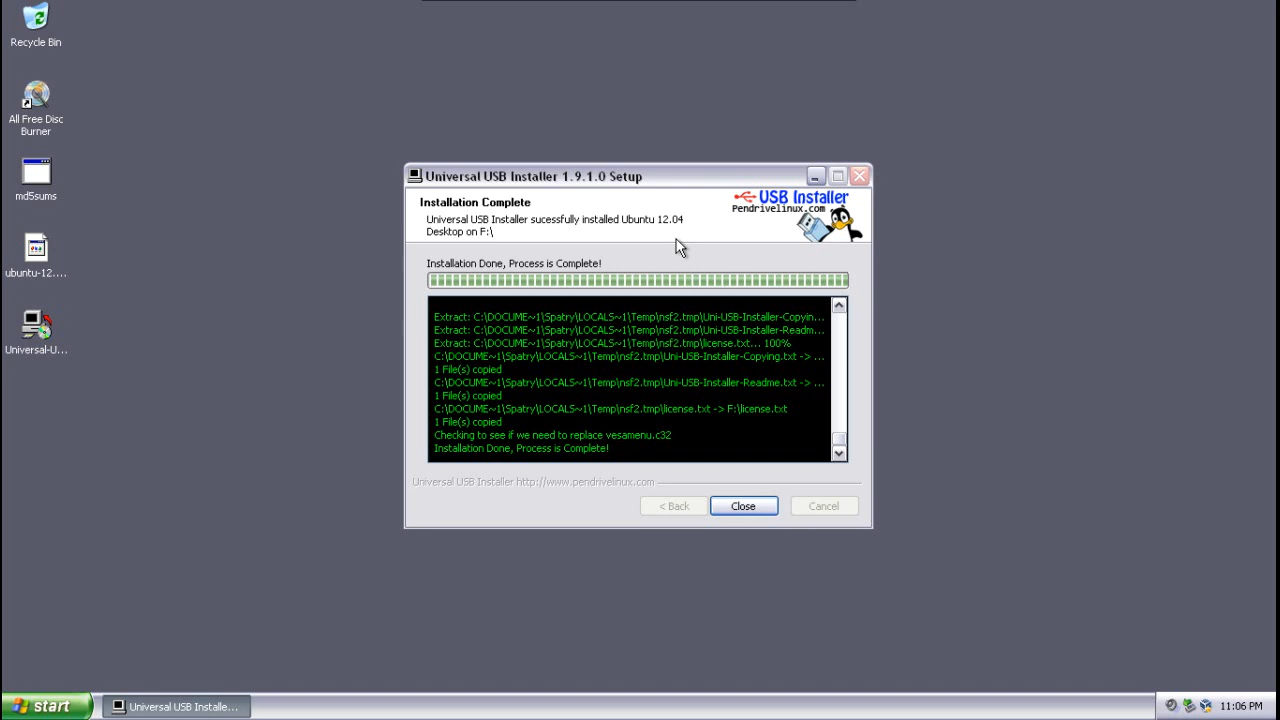 Recycle Bin
All Free Disc
Burner
md5sums
ubuntu-12....
Universal-U...
Universal USB Installer 1.9.1.0 Setup
Installation Complete
Universal USB Installer sucessfully installed Ubuntu 12.04
Desktop on F:\
USB Installer
Pendrivelinux.com
Installation Done, Process is Complete!
Extract: C:\DOCUME~1\Spatry\LOCALS~1\Temp\nsf2.tmp\Uni-USB-Installer-Copyin...
Extract: C:\DOCUME~1\Spatry\LOCALS~1\Temp\nsf2.tmp\Uni-USB-Installer-Readm...
Extract: C:\DOCUME~1\Spatry\LOCALS~1\Temp\nsf2.tmp\license.txt... 100%
C:\DOCUME~1\Spatry\LOCALS~1\Temp\nsf2.tmp\Uni-USB-Installer-Copying.txt -> ...
1 File(s) copied
C:\DOCUME~1\Spatry\LOCALS~1\Temp\nsf2.tmp\Uni-USB-Installer-Readme.txt -> ...
1 File(s) copied
C:\DOCUME~1\Spatry\LOCALS~1\Temp\nsf2.tmp\license.txt -> F:\license.txt
1 File(s) copied
Checking to see if we need to replace vesamenu.c32
Installation Done, Process is Complete!
Universal USB Installer http://www.pendrivelinux.com
< Back
Close
Cancel
start
Universal USB Installe...
11:06 PM